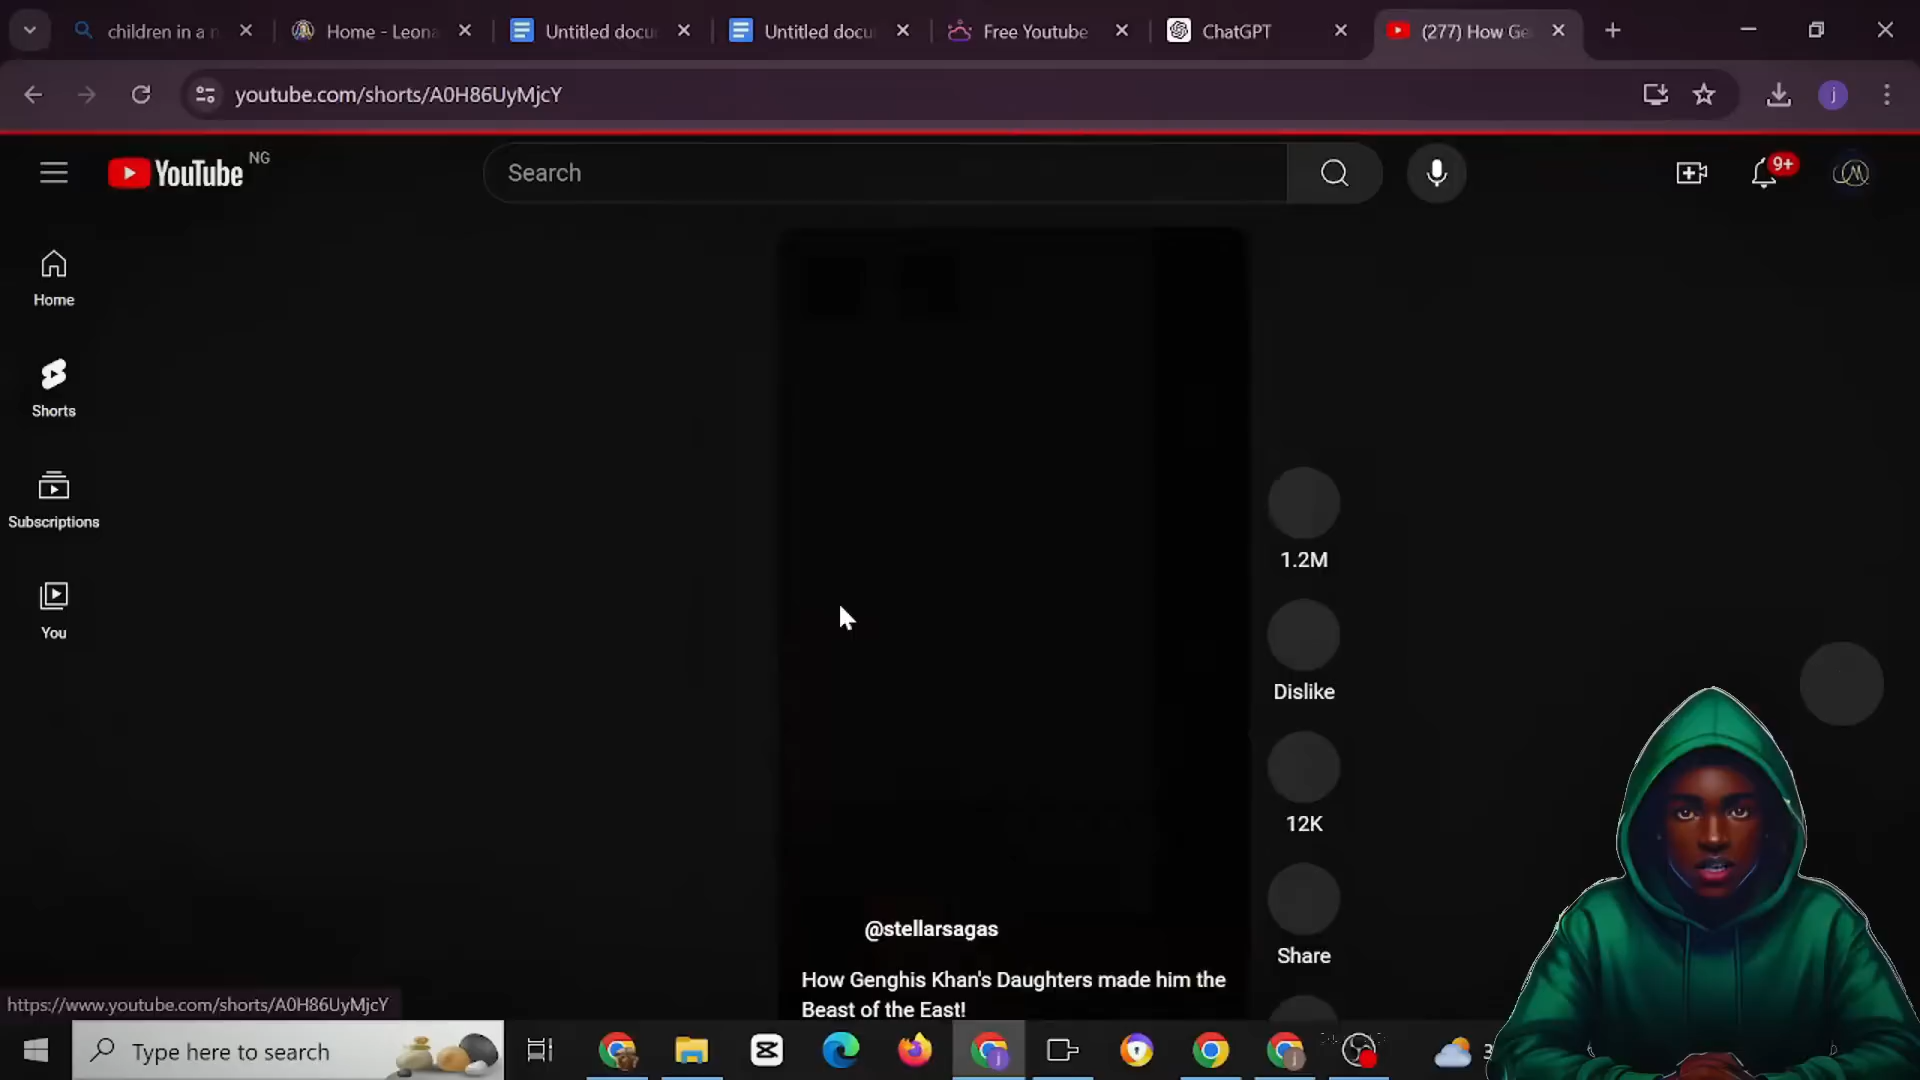 children in a n
Home - Leona
Untitled docu
Untitled docu
Free Youtube
ChatGPT
(277) How Ge
youtube.com/shorts/A0H86UyMjcY
j
YouTube NG
Search
9+
Home
Shorts
Subscriptions
You
1.2M
Dislike
12K
Share
@stellarsagas
How Genghis Khan's Daughters made him the
Beast of the East!
https://www.youtube.com/shorts/A0H86UyMjcY
Type here to search